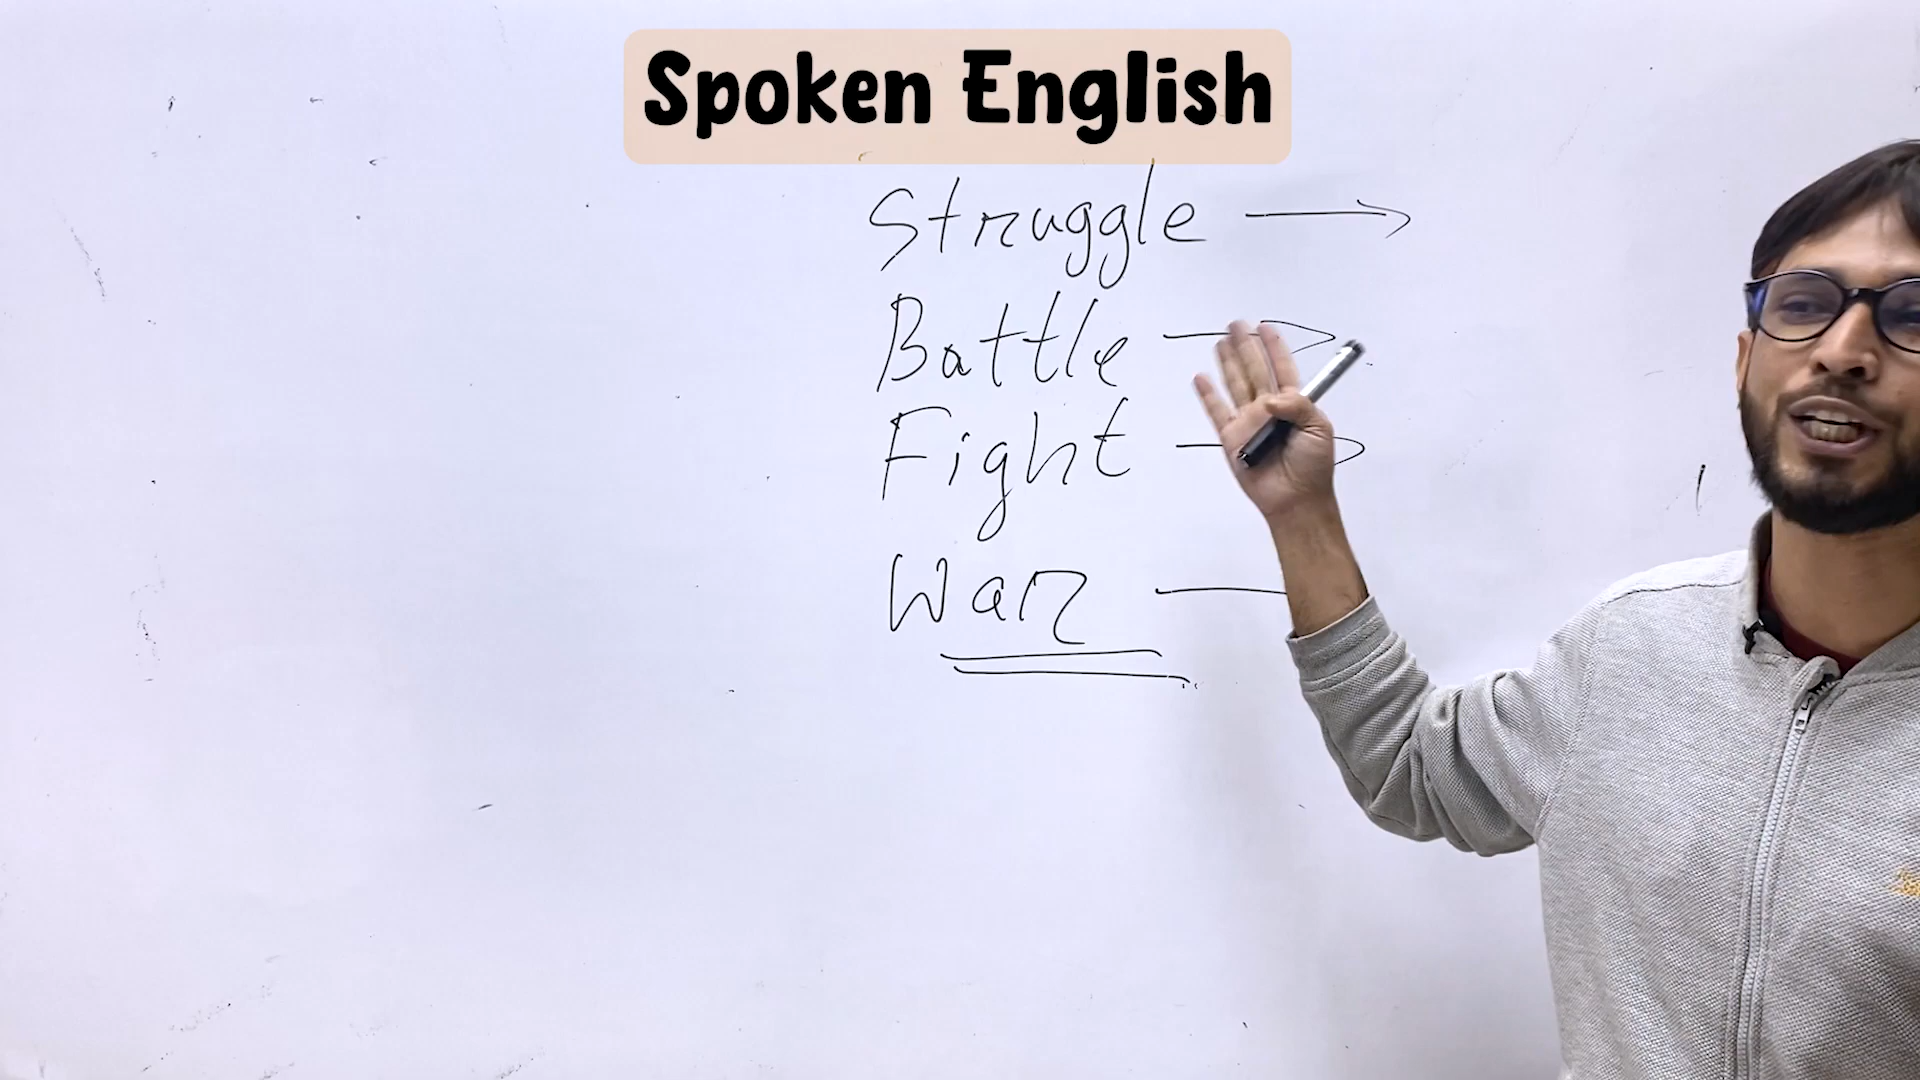 Spoken English
Struggle →
Battle →
Fight →
War